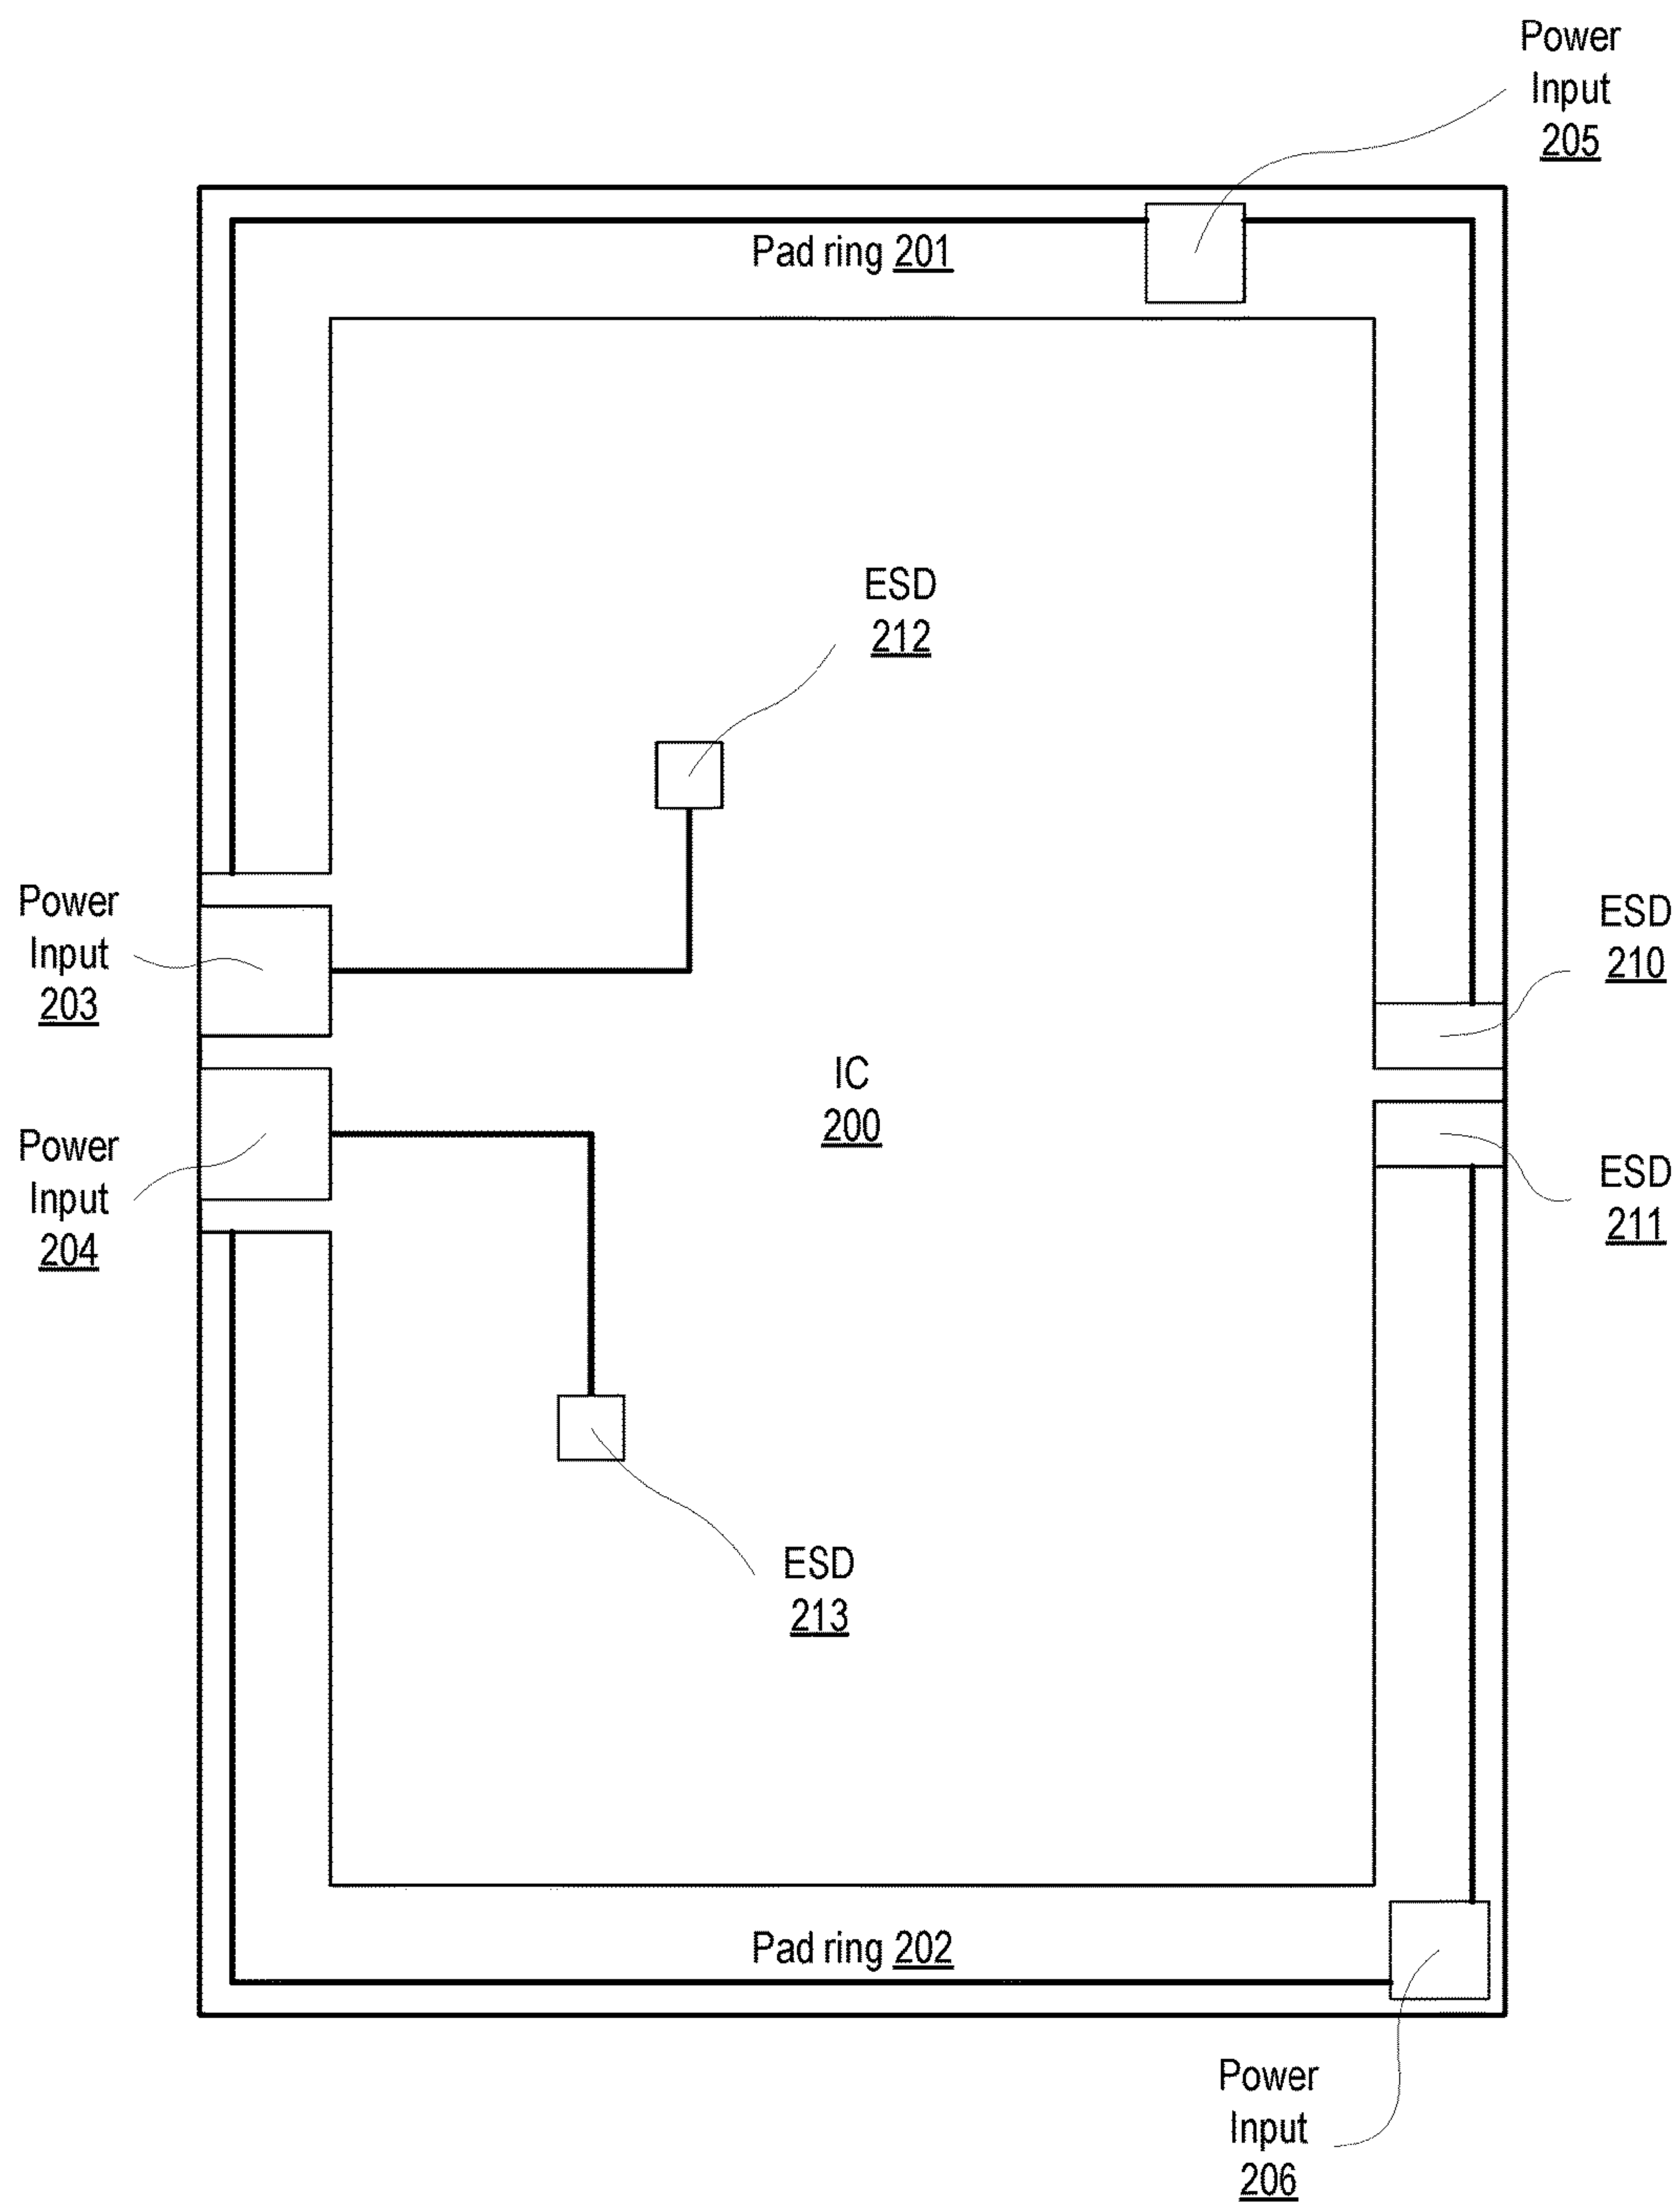 Power
Input
205
Pad ring 201
ESD
212
Power
Input
203
ESD
210
IC
200
Power
Input
204
ESD
211
ESD
213
Pad ring 202
Power
Input
206